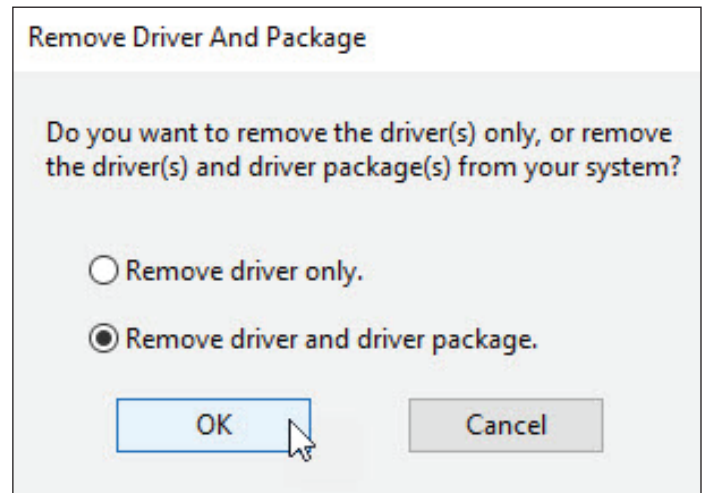 Remove Driver And Package
Do you want to remove the driver(s) only, or remove
the driver(s) and driver package(s) from your system?
Remove driver only.
Remove driver and driver package.
OK
Cancel